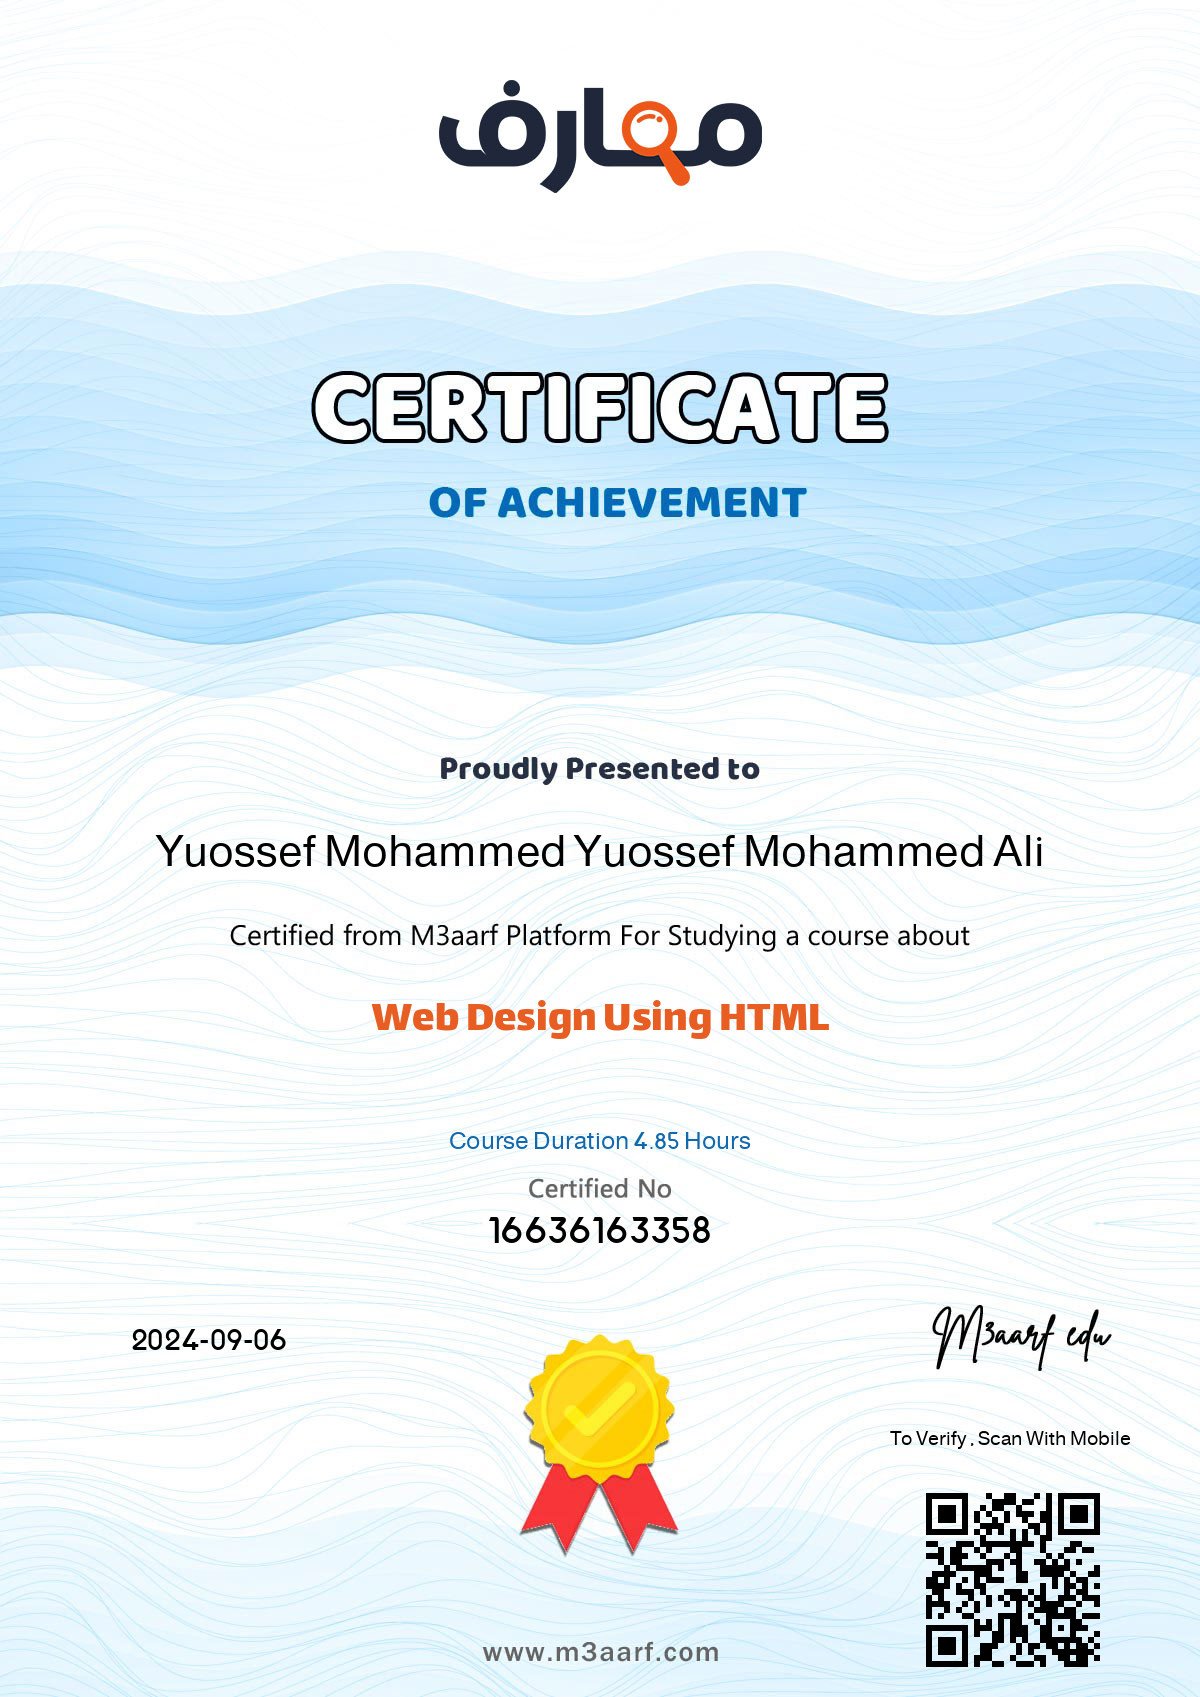 معارف
CERTIFICATE
OF ACHIEVEMENT
Proudly Presented to
Yuossef Mohammed Yuossef Mohammed Ali
Certified from M3aarf Platform For Studying a course about
Web Design Using HTML
Course Duration 4.85 Hours
Certified No
16636163358
2024-09-06
M3aarf edu
To Verify , Scan With Mobile
www.m3aarf.com